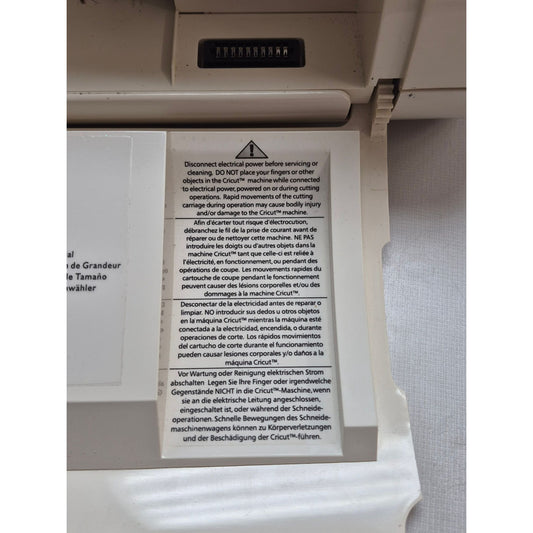 Disconnect electrical power before servicing or
cleaning. DO NOT place your fingers or other
objects in the Cricut™ machine while connected
to electrical power, powered on or during cutting
operations. Rapid movements of the cutting
carriage during operation may cause bodily injury
and/or damage to the Cricut™ machine.
Afin d'écarter tout risque d'électrocution,
débranchez le fil de la prise de courant avant de
réparer ou de nettoyer cette machine. NE PAS
introduire les doigts ou d'autres objets dans la
machine Cricut™ tant que celle-ci est reliée à
l'électricité, en fonctionnement, ou pendant des
opérations de coupe. Les mouvements rapides du
cartouche de coupe pendant le fonctionnement
peuvent causer des lésions corporelles et/ou des
dommages à la machine Cricut™.
Desconectar de la electricidad antes de reparar o
limpiar. NO introducir sus dedos u otros objetos
en la máquina Cricut™ mientras la máquina esté
conectada a la electricidad, encendida, o durante
operaciones de corte. Los rápidos movimientos
del cartucho de corte durante el funcionamiento
pueden causar lesiones corporales y/o daños a la
máquina Cricut™.
Vor Wartung oder Reinigung elektrischen Strom
abschalten Legen Sie Ihre Finger oder irgendwelche
Gegenstände NICHT in die Cricut™-Maschine, wenn
sie an die elektrische Leitung angeschlossen,
eingeschaltet ist, oder während der Schneide-
operationen. Schnelle Bewegungen des Schneide-
maschinenwagens können zu Körperverletzungen
und der Beschädigung der Cricut™-führen.
al
n de Grandeur
de Tamaño
nwähler